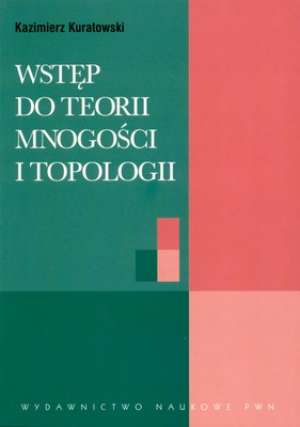 Kazimierz Kuratowski
WSTĘP
DO TEORII
MNOGOŚCI
I TOPOLOGII
WYDAWNICTWO NAUKOWE PWN